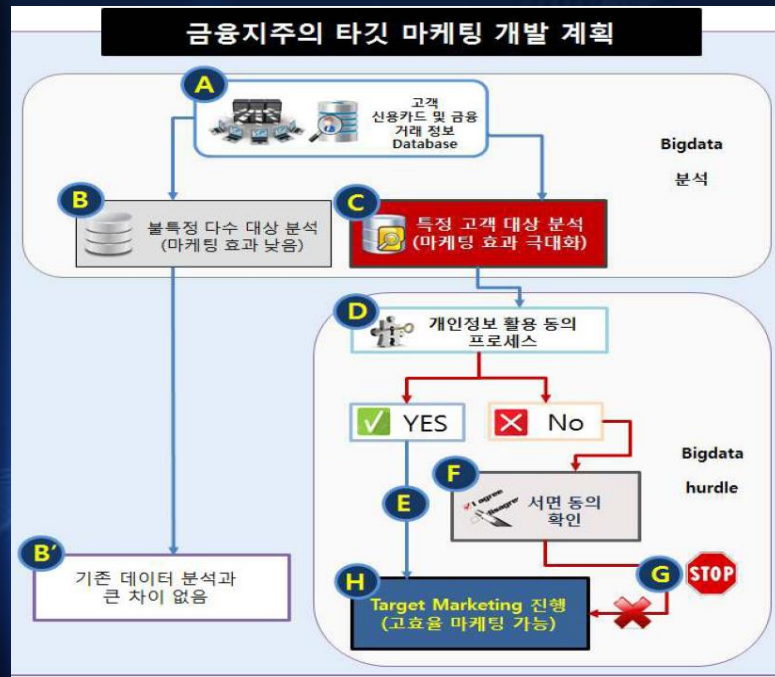 금융지주의 타깃 마케팅 개발 계획
A
고객
신용카드 및 금융
거래 정보
Database
Bigdata
분석
B
불특정 다수 대상 분석
(마케팅 효과 낮음)
C
특정 고객 대상 분석
(마케팅 효과 극대화)
D
개인정보 활용 동의
프로세스
YES
No
Bigdata
hurdle
E
F
I agree
Disagree
서면 동의
확인
G
STOP
B'
기존 데이터 분석과
큰 차이 없음
H
Target Marketing 진행
(고효율 마케팅 가능)